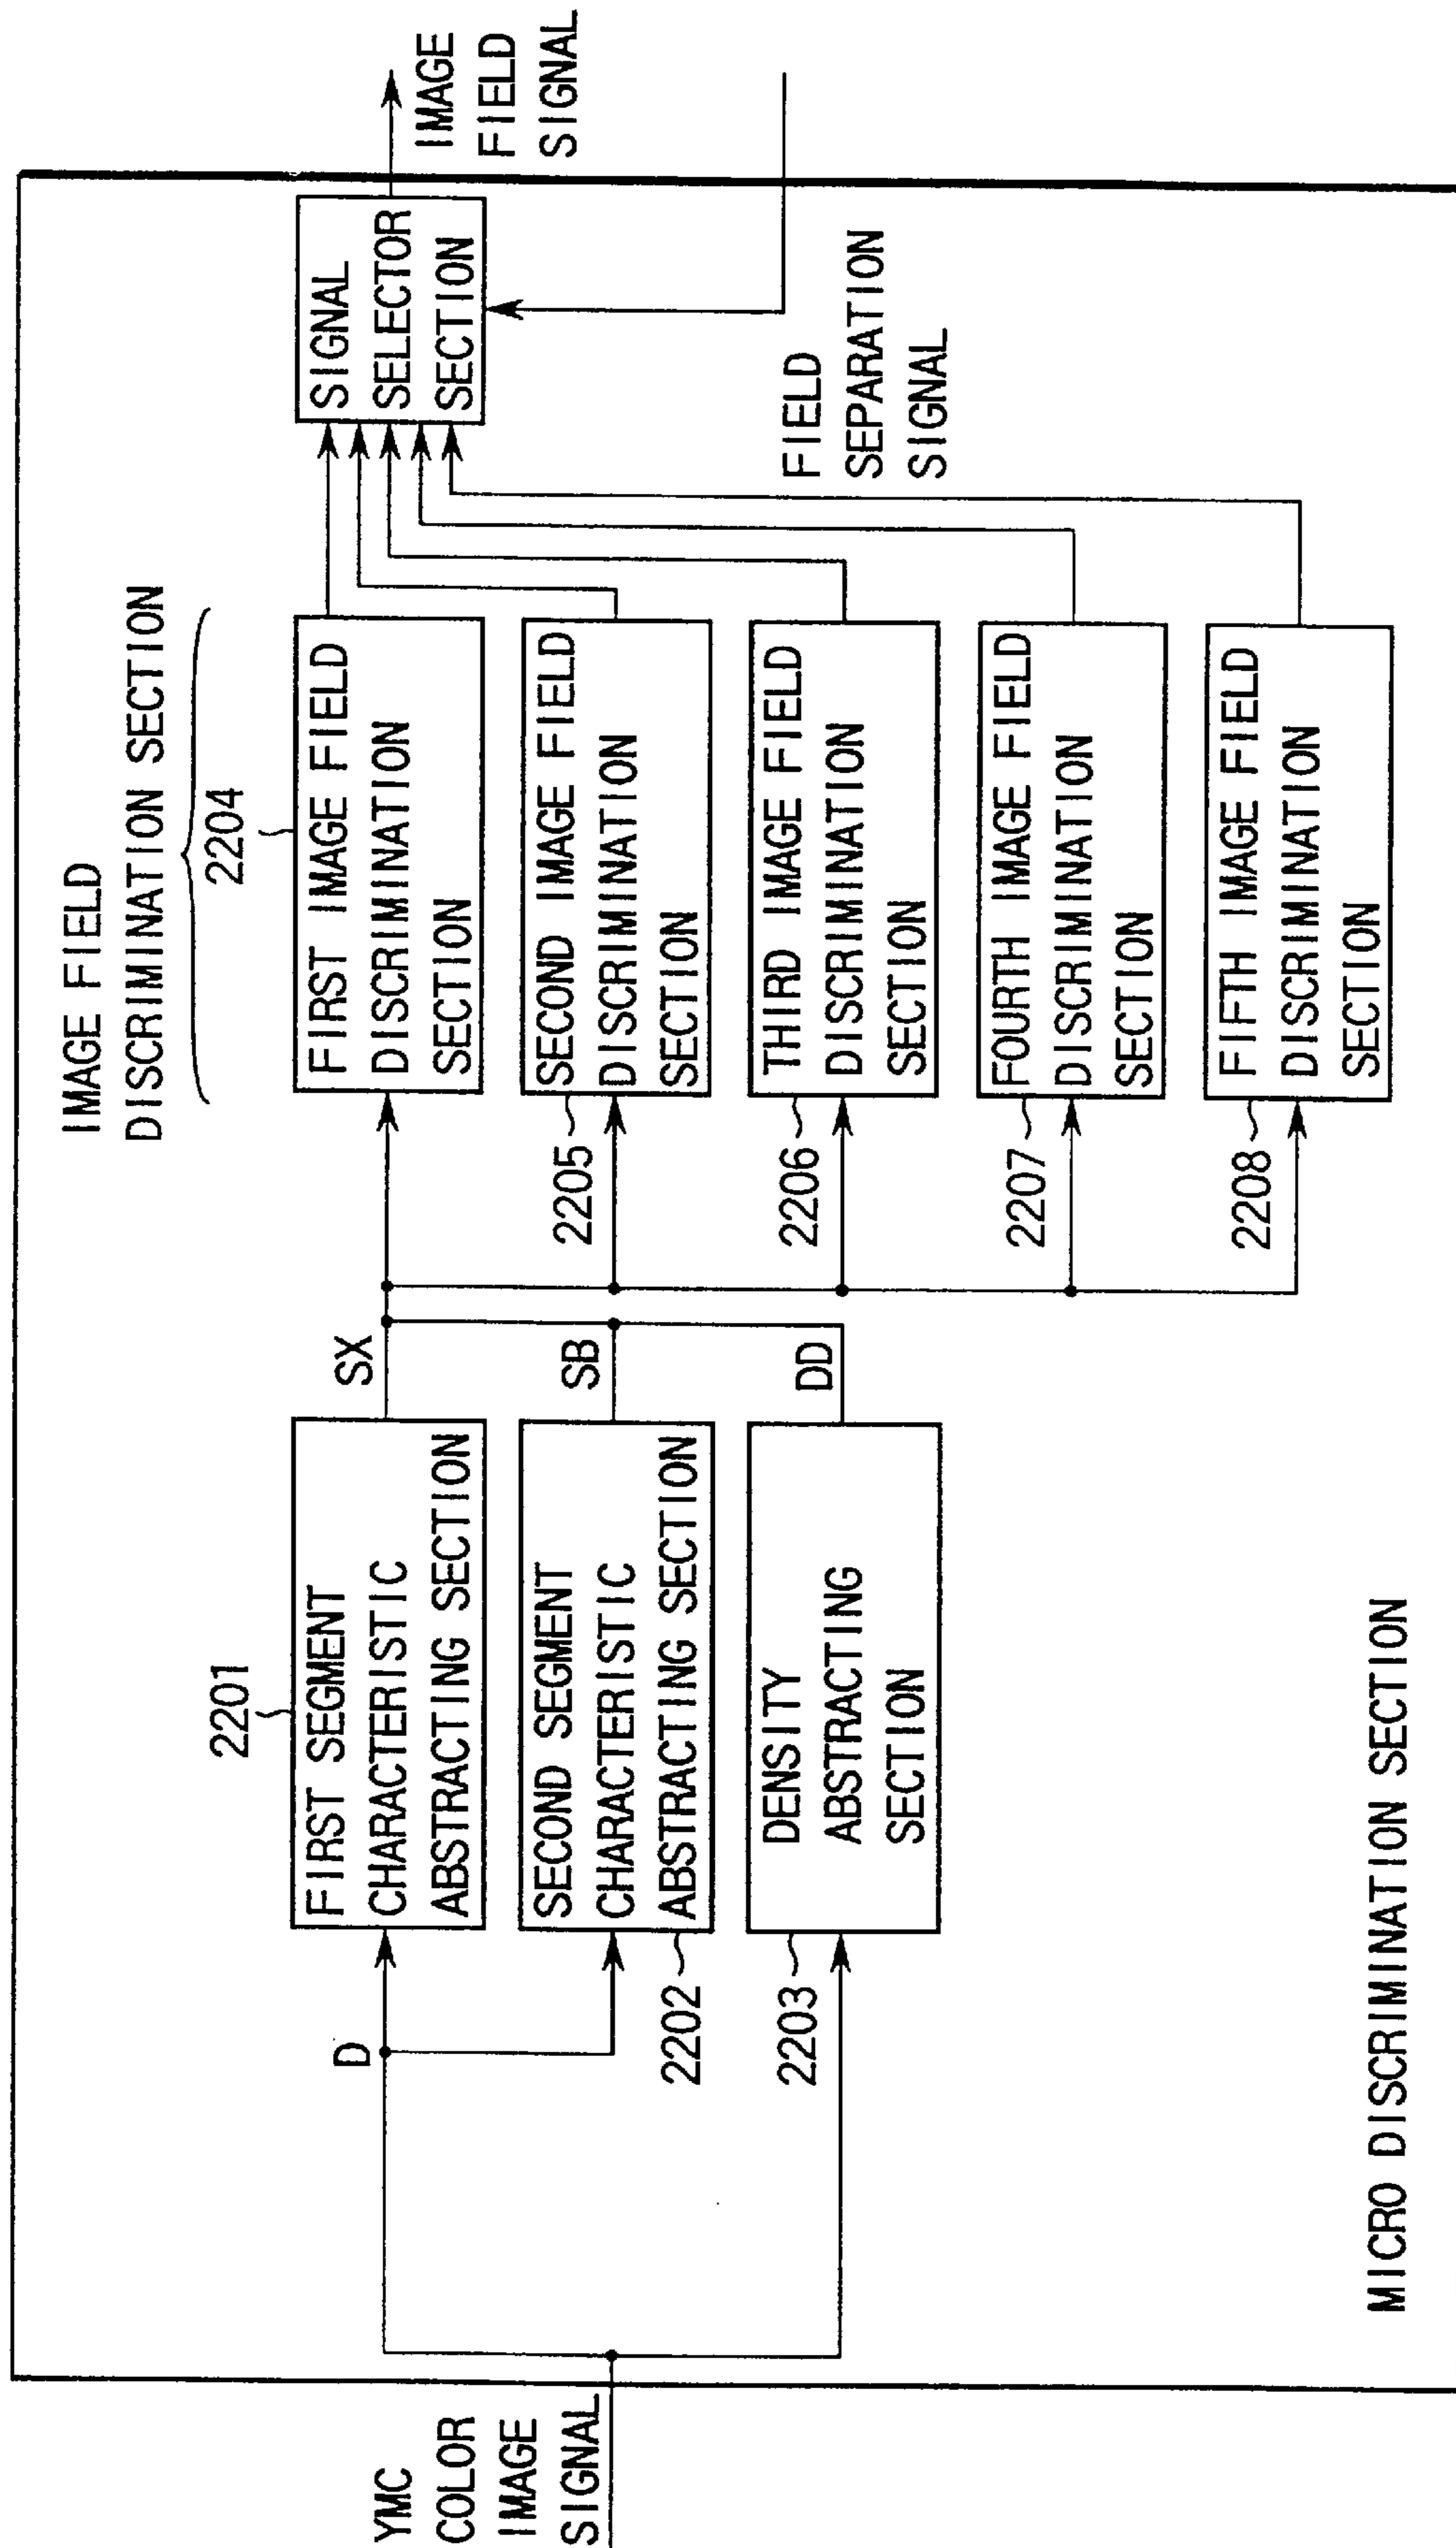 YMC
COLOR
IMAGE
SIGNAL
D
2201
FIRST SEGMENT
CHARACTERISTIC
ABSTRACTING SECTION
SECOND SEGMENT
CHARACTERISTIC
ABSTRACTING SECTION
2202
DENSITY
ABSTRACTING
SECTION
2203
SX
SB
DD
IMAGE FIELD
DISCRIMINATION SECTION
2204
FIRST IMAGE FIELD
DISCRIMINATION
SECTION
SECOND IMAGE FIELD
DISCRIMINATION
SECTION
2205
THIRD IMAGE FIELD
DISCRIMINATION
SECTION
2206
FOURTH IMAGE FIELD
DISCRIMINATION
SECTION
2207
FIFTH IMAGE FIELD
DISCRIMINATION
SECTION
2208
SIGNAL
SELECTOR
SECTION
IMAGE
FIELD
SIGNAL
FIELD
SEPARATION
SIGNAL
MICRO DISCRIMINATION SECTION